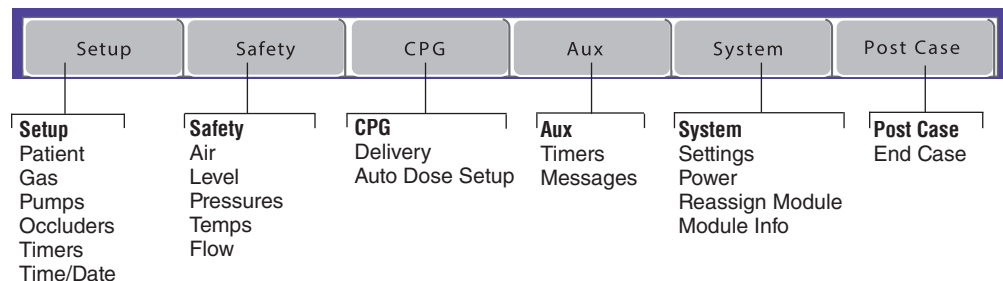 Setup
Safety
CPG
Aux
System
Post Case
Setup
Patient
Gas
Pumps
Occluders
Timers
Time/Date
Safety
Air
Level
Pressures
Temps
Flow
CPG
Delivery
Auto Dose Setup
Aux
Timers
Messages
System
Settings
Power
Reassign Module
Module Info
Post Case
End Case